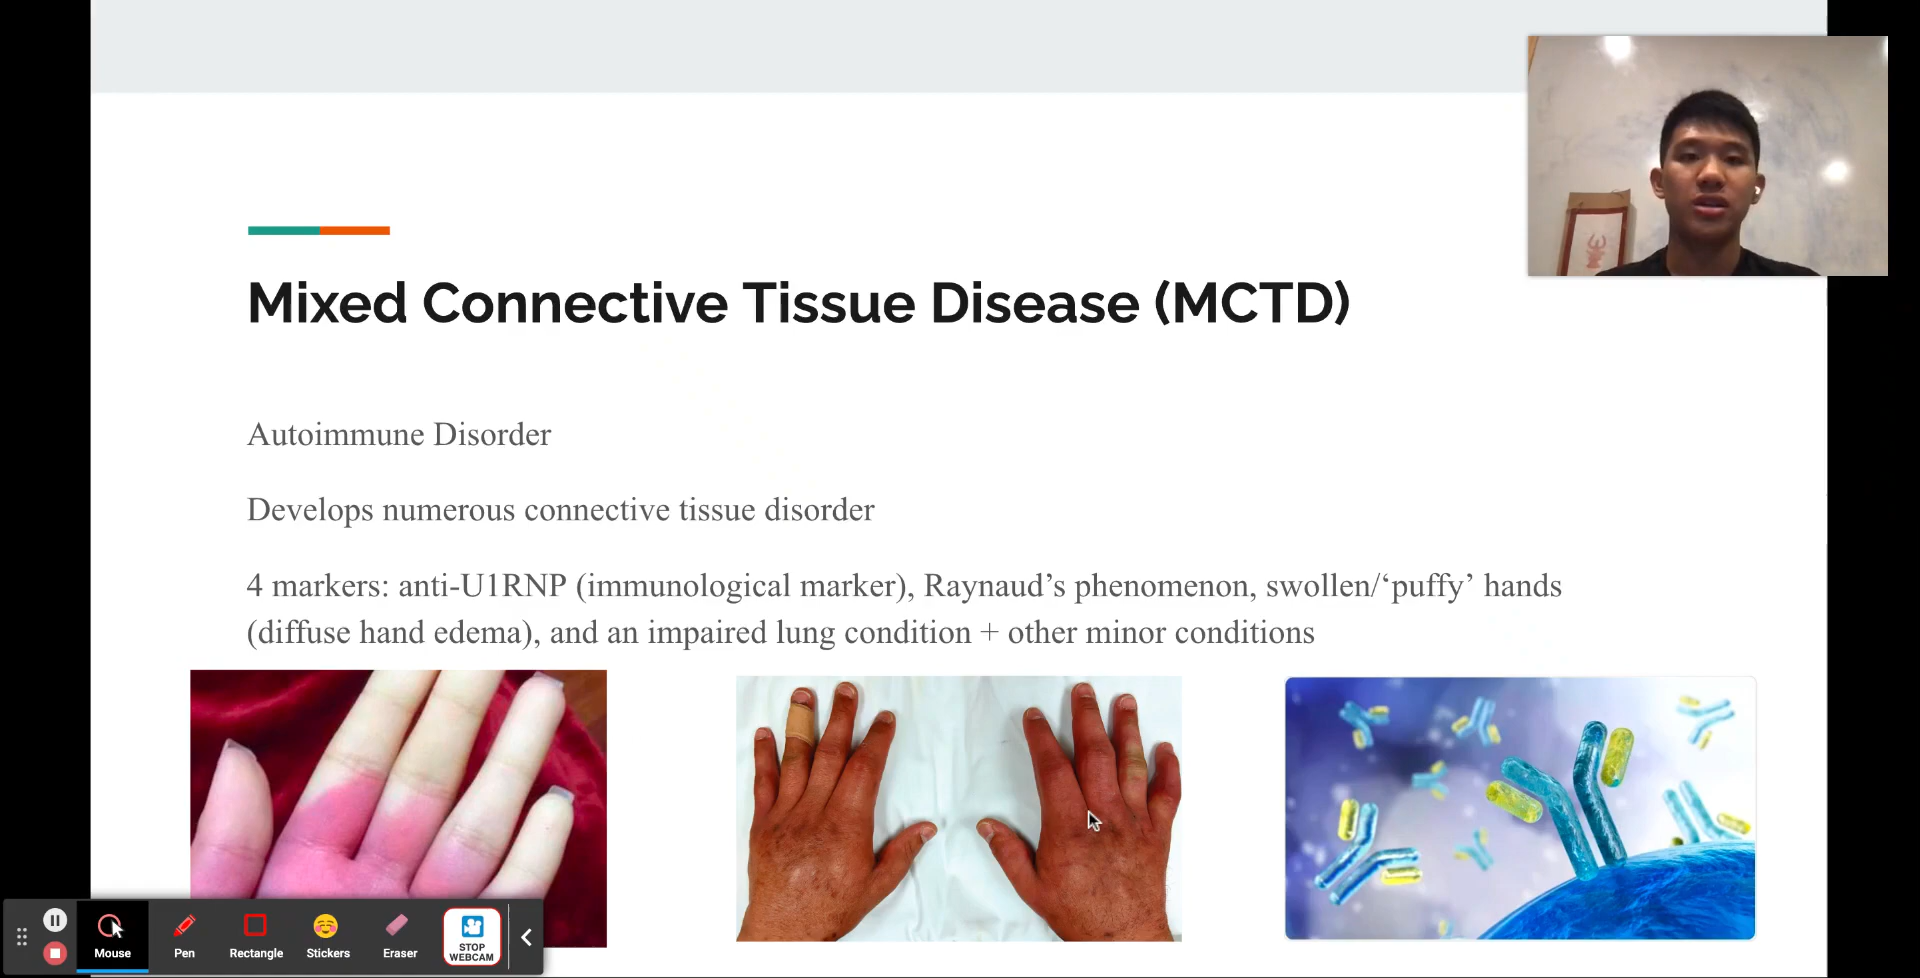 Mixed Connective Tissue Disease (MCTD)
Autoimmune Disorder
Develops numerous connective tissue disorder
4 markers: anti-U1RNP (immunological marker), Raynaud’s phenomenon, swollen/‘puffy’ hands
(diffuse hand edema), and an impaired lung condition + other minor conditions
Mouse
Pen
Rectangle
Stickers
Eraser
STOP
WEBCAM